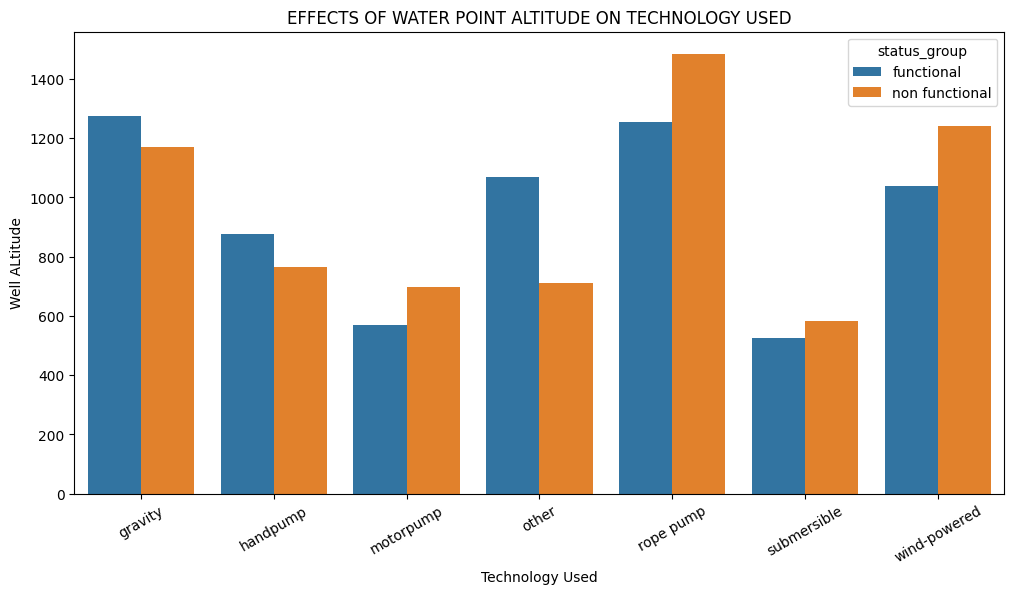 EFFECTS OF WATER POINT ALTITUDE ON TECHNOLOGY USED
status_group
functional
non functional
Well ALtitude
1400
1200
1000
800
600
400
200
0
gravity
handpump
motorpump
other
rope pump
submersible
wind-powered
Technology Used